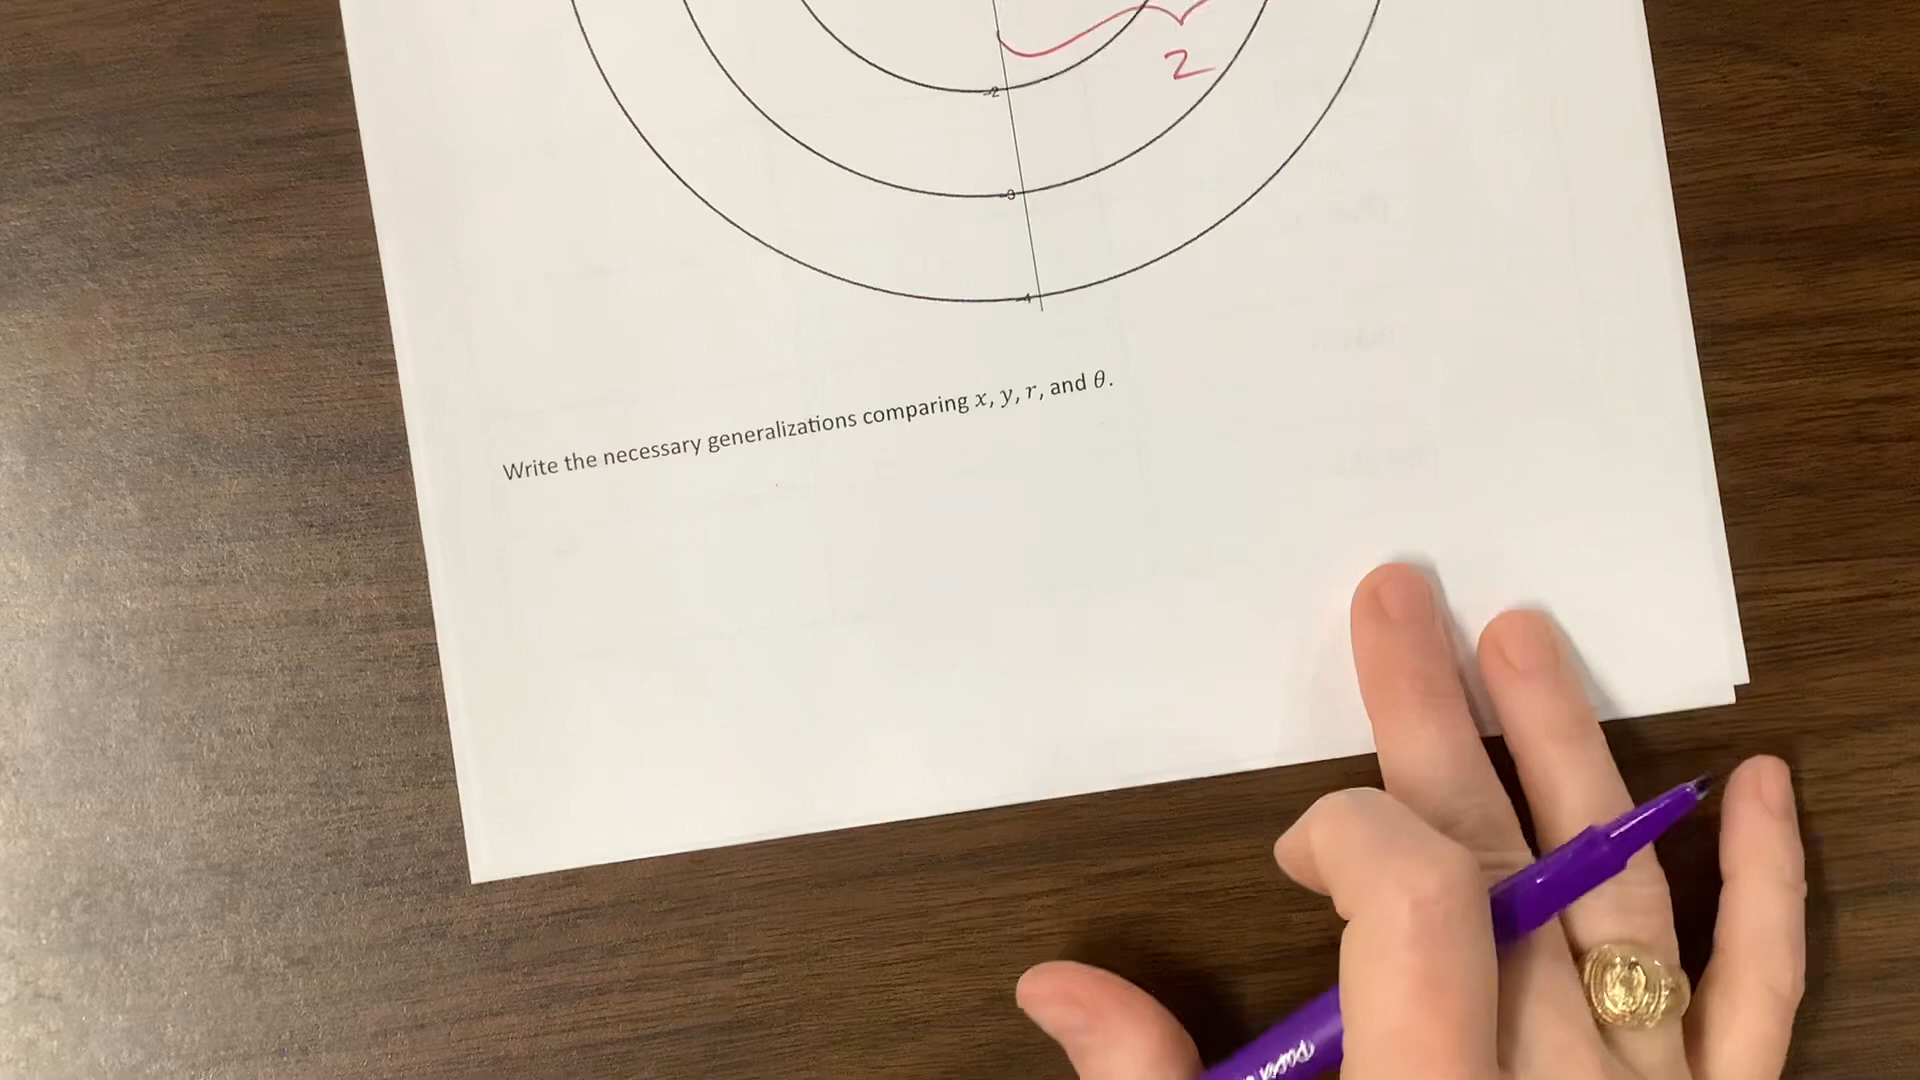 2
-2
-3
-4
Write the necessary generalizations comparing x, y, r, and θ.